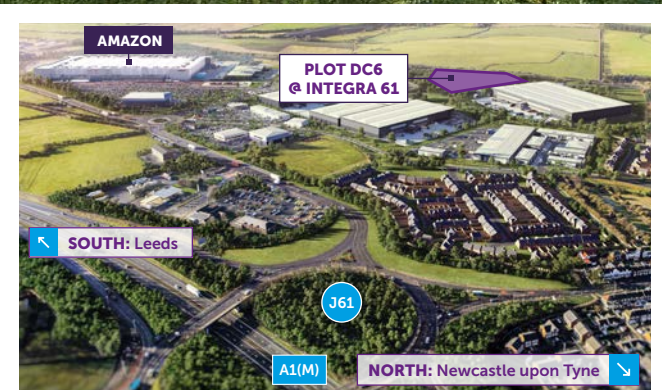 AMAZON
PLOT DC6
@ INTEGRA 61
SOUTH: Leeds
J61
A1(M)
NORTH: Newcastle upon Tyne